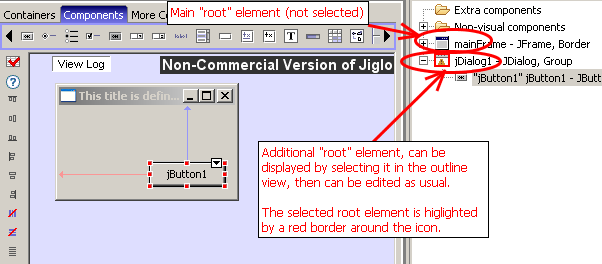 Containers Components More Co
Main "root" element (not selected)
View Log
Non-Commercial Version of Jiglo
This title is defin...
jButton1
Extra components
Non-visual components
mainFrame - JFrame, Border
jDialog1 - JDialog, Group
"jButton1" jButton1 - JButt
Additional "root" element, can be
displayed by selecting it in the outline
view, then can be edited as usual.
The selected root element is higlighted
by a red border around the icon.